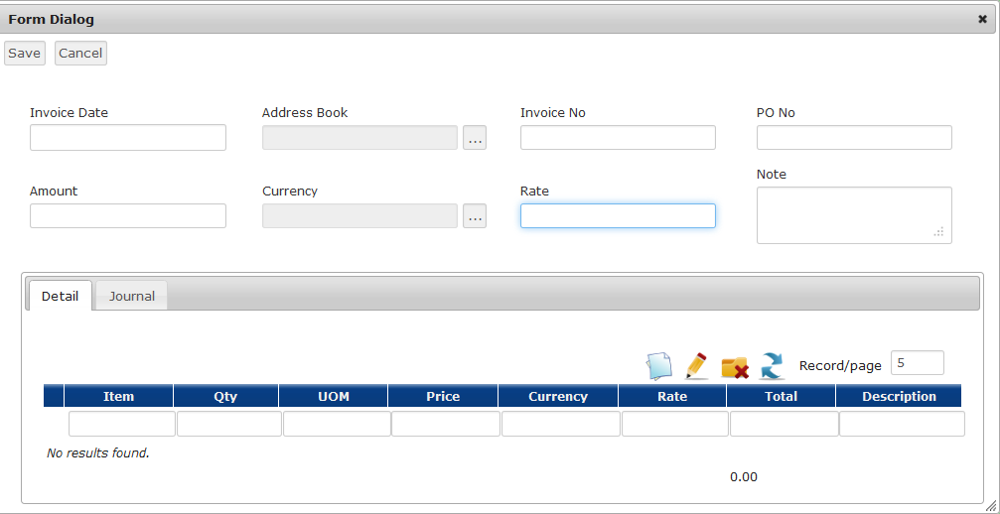 Form Dialog
Save Cancel
Invoice Date Address Book Invoice No PO No
...
Note
Amount Currency Rate
...
Detail Journal
Record/page 5
Item Qty UOM Price Currency Rate Total Description
No results found.
0.00